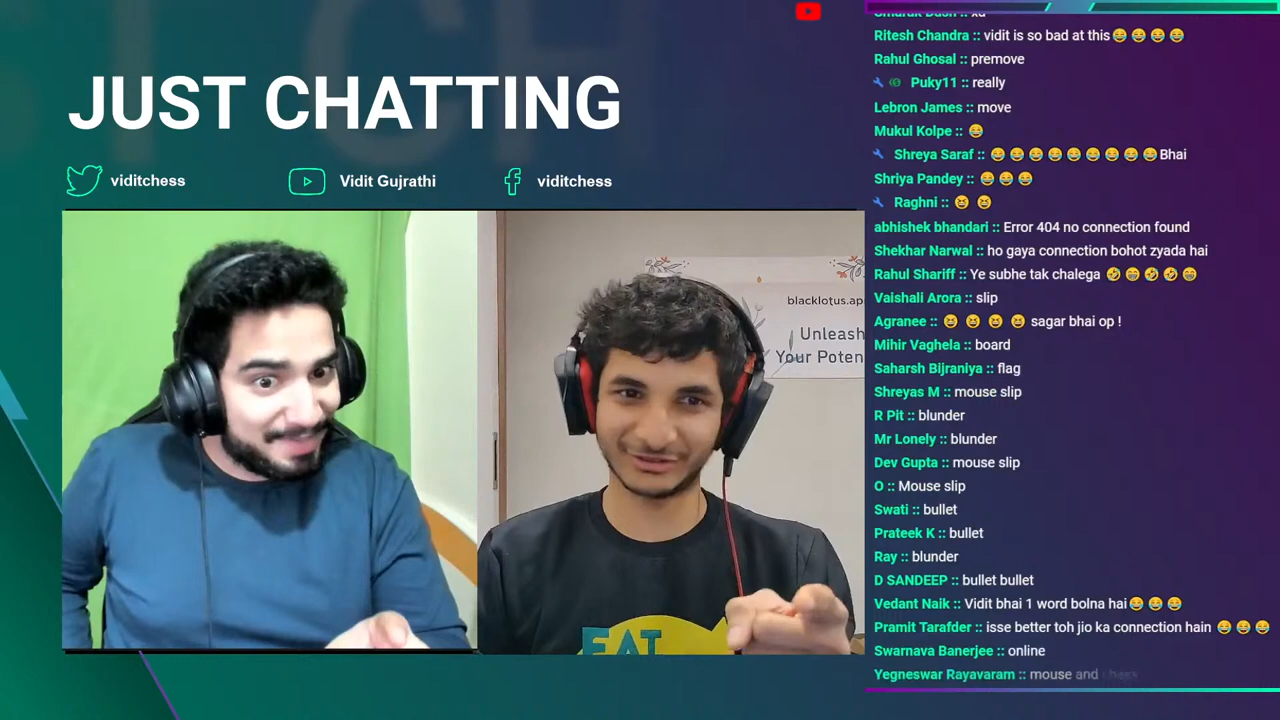 JUST CHATTING
viditchess
Vidit Gujrathi
viditchess
blacklotus.ap
Unleash
Your Poten
EAT
Ritesh Chandra :: vidit is so bad at this😂 😂 😂 😂
Rahul Ghosal :: premove
Puky11 :: really
Lebron James :: move
Mukul Kolpe :: 😂
Shreya Saraf :: 😂 😂 😂 😂 😂 😂 😂 😂 😂Bhai
Shriya Pandey :: 😂 😂 😂
Raghni :: 😆 😆
abhishek bhandari :: Error 404 no connection found
Shekhar Narwal :: ho gaya connection bohot zyada hai
Rahul Shariff :: Ye subhe tak chalega 🤣 😁 🤣 🤣 😁
Vaishali Arora :: slip
Agranee :: 😆 😆 😆 😆 sagar bhai op !
Mihir Vaghela :: board
Saharsh Bijraniya :: flag
Shreyas M :: mouse slip
R Pit :: blunder
Mr Lonely :: blunder
Dev Gupta :: mouse slip
O :: Mouse slip
Swati :: bullet
Prateek K :: bullet
Ray :: blunder
D SANDEEP :: bullet bullet
Vedant Naik :: Vidit bhai 1 word bolna hai😂 😂 😂
Pramit Tarafder :: isse better toh jio ka connection hain 😂 😂 😂
Swarnava Banerjee :: online
Yegneswar Rayavaram :: mouse and